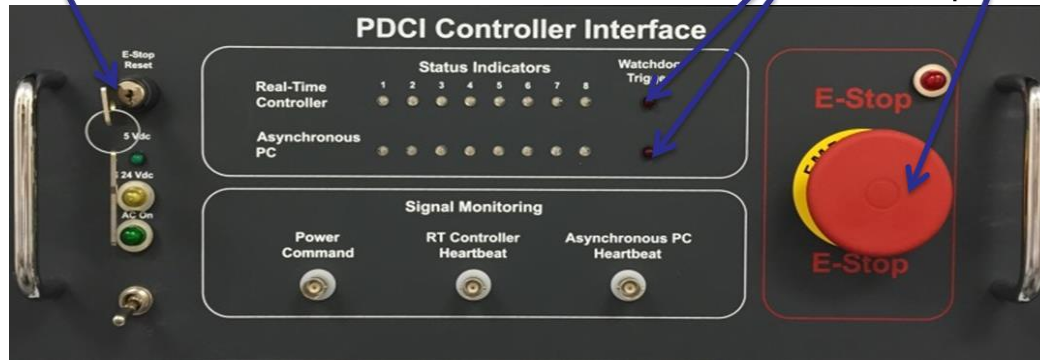 PDCI Controller Interface
E-Stop
Reset
5 Vdc
24 Vdc
AC On
Status Indicators
1 2 3 4 5 6 7 8
Real-Time
Controller
Asynchronous
PC
Watchdog
Trigger
Signal Monitoring
Power
Command
RT Controller
Heartbeat
Asynchronous PC
Heartbeat
E-Stop
E-Stop